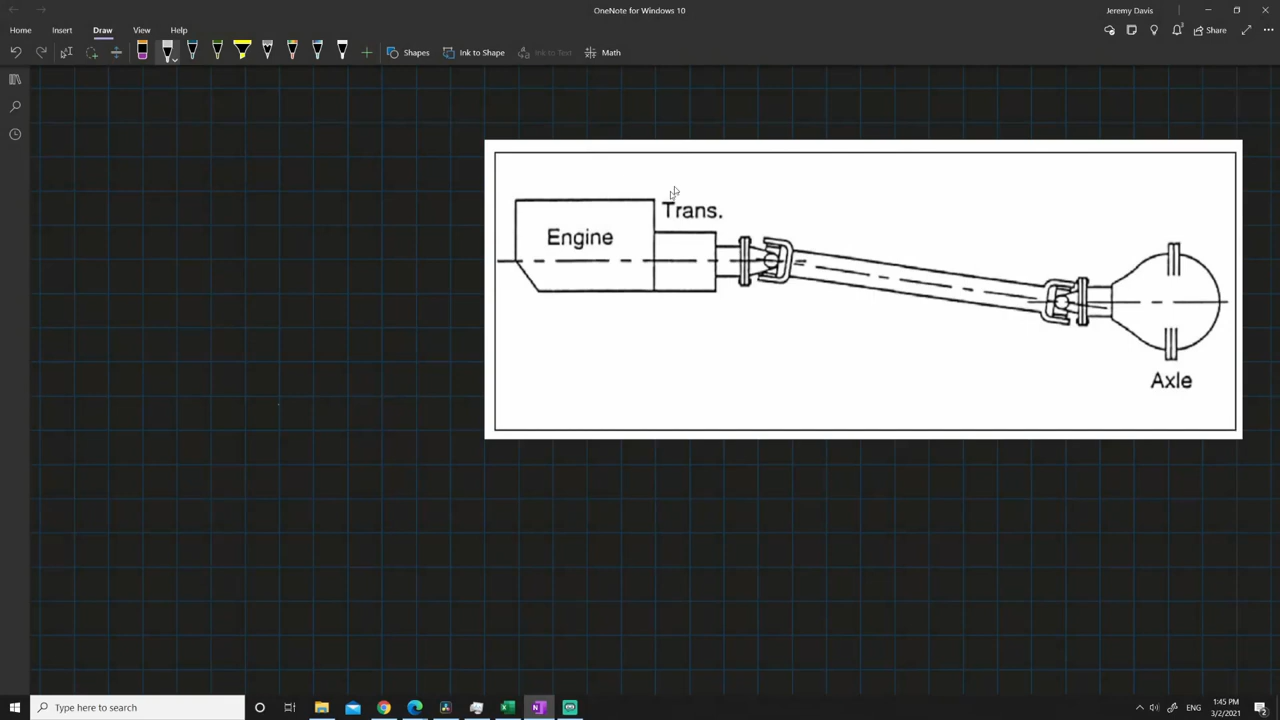 OneNote for Windows 10
Jeremy Davis
Home Insert Draw View Help
Shapes Ink to Shape Ink to Text Math
Share
Trans.
Engine
Axle
Type here to search
ENG
1:45 PM
3/2/2021